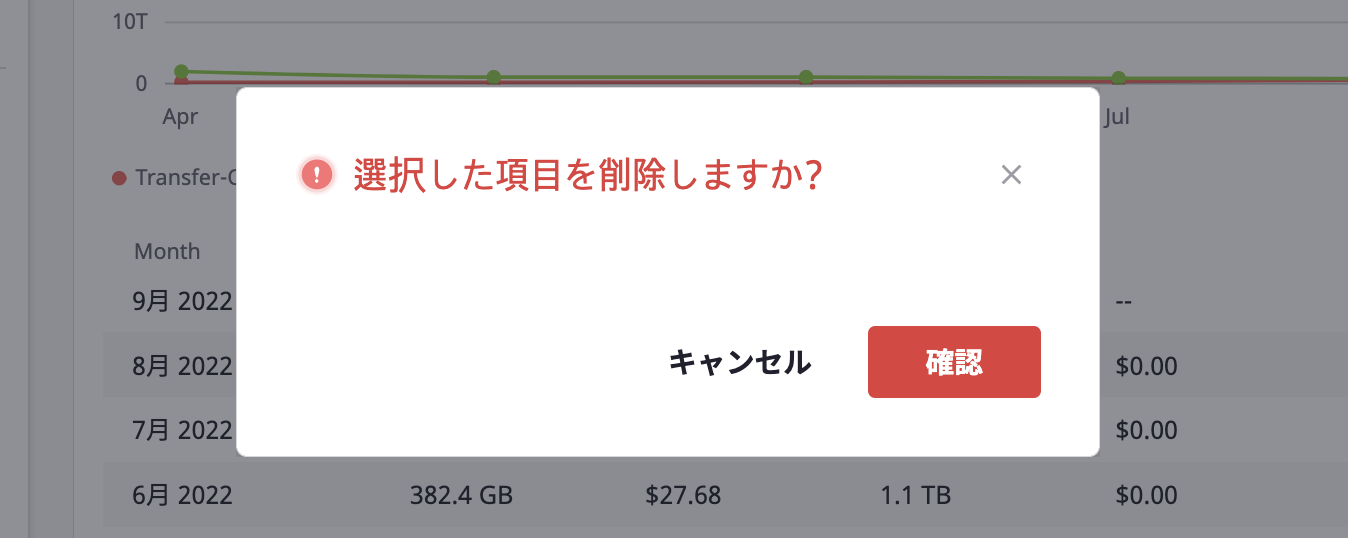 10T
0
Apr
Jul
選択した項目を削除しますか?
Transfer-
Month
9月 2022
--
キャンセル
確認
8月 2022
$0.00
7月 2022
$0.00
6月 2022 382.4 GB $27.68 1.1 TB $0.00